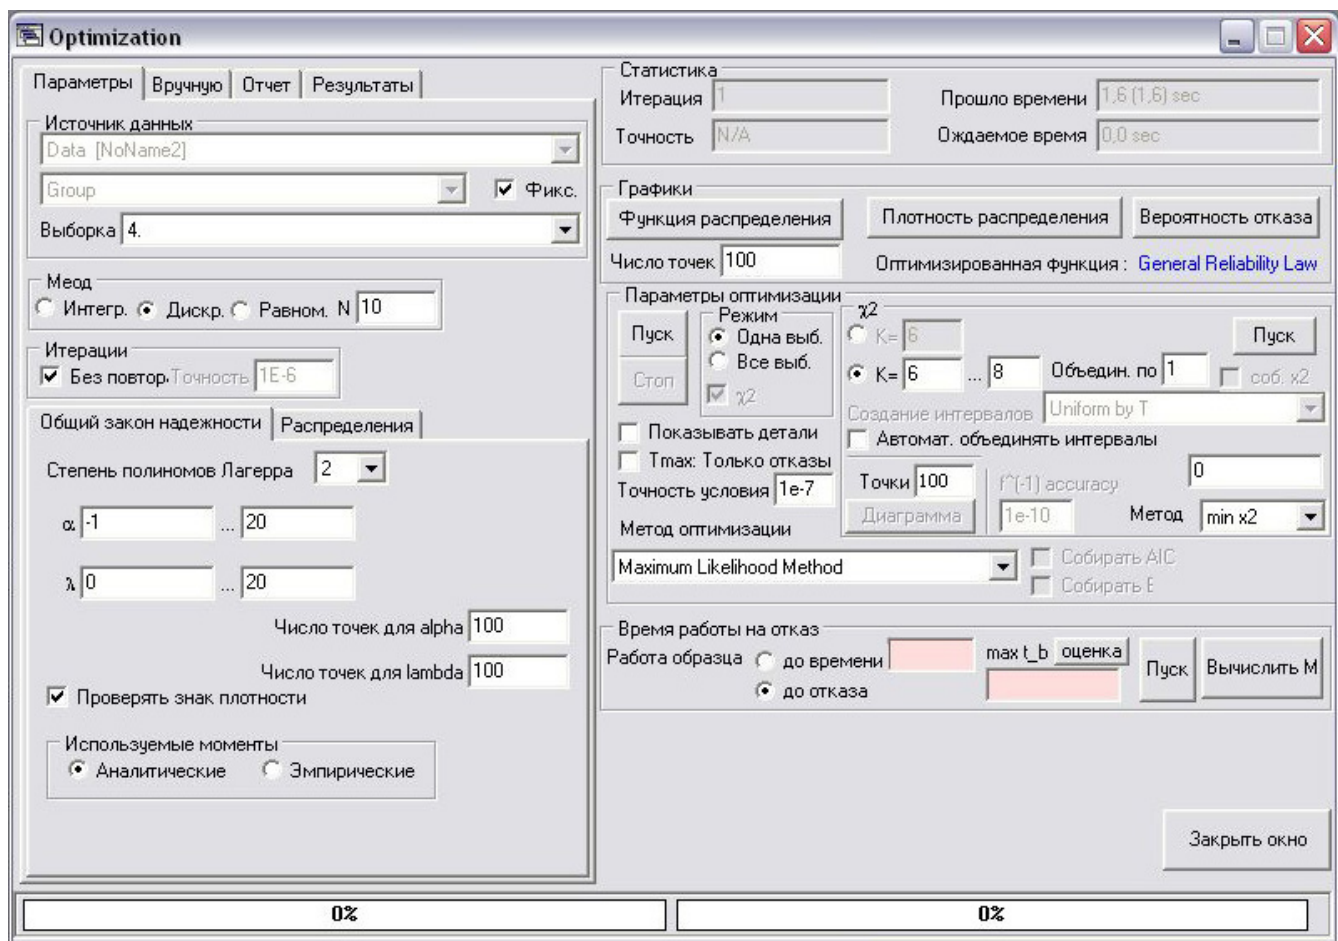 Optimization
Параметры Вручную Отчет Результаты
Источник данных
Data [NoName2]
Group Фикс.
Выборка 4.
Меод
Интегр. Дискр. Равном. N 10
Итерации
Без повтор. Точность 1E-6
Общий закон надежности Распределения
Степень полиномов Лагерра 2
α -1 ... 20
λ 0 ... 20
Число точек для alpha 100
Число точек для lambda 100
Проверять знак плотности
Используемые моменты
Аналитические Эмпирические
Статистика
Итерация 1 Прошло времени 1,6 (1,6) sec
Точность N/A Ождаемое время 0,0 sec
Графики
Функция распределения Плотность распределения Вероятность отказа
Число точек 100 Оптимизированная функция : General Reliability Law
Параметры оптимизации
Пуск
Стоп
Режим
Одна выб.
Все выб.
χ2
Показывать детали
Tmax: Только отказы
Точность условия 1e-7
Метод оптимизации
Maximum Likelihood Method
Собирать AIC
Собирать E
χ2
K= 6 Пуск
K= 6 ... 8 Объедин. по 1 соб. x2
Создание интервалов Uniform by T
Автомат. объединять интервалы
Точки 100 f^(-1) accuracy 0
Диаграмма 1e-10 Метод min x2
Время работы на отказ
Работа образца до времени max t_b оценка
до отказа
Пуск Вычислить M
Закрыть окно
0% 0%